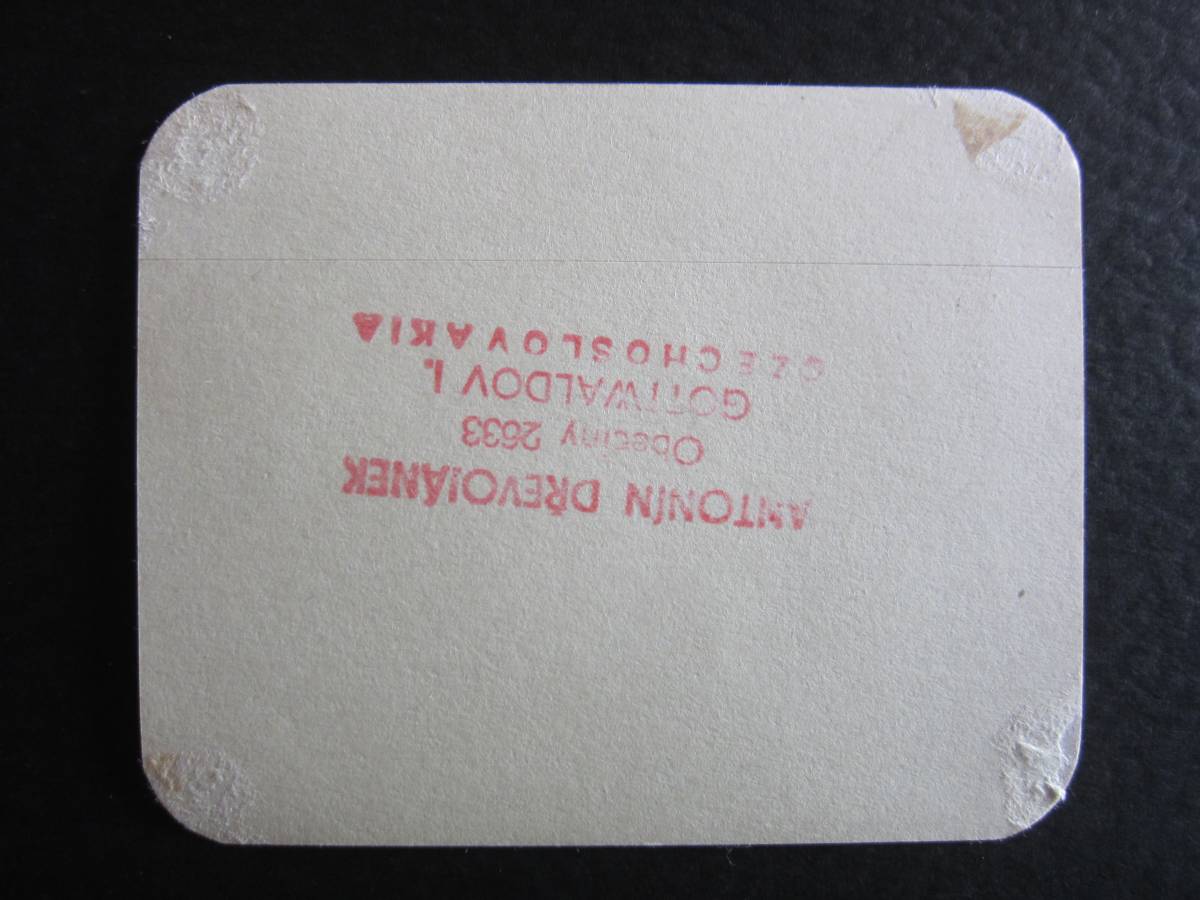 ANTONÍN DŘEVOJÁNEK
Obeciny 2633
GOTTWALDOV I.
CZECHOSLOVAKIA